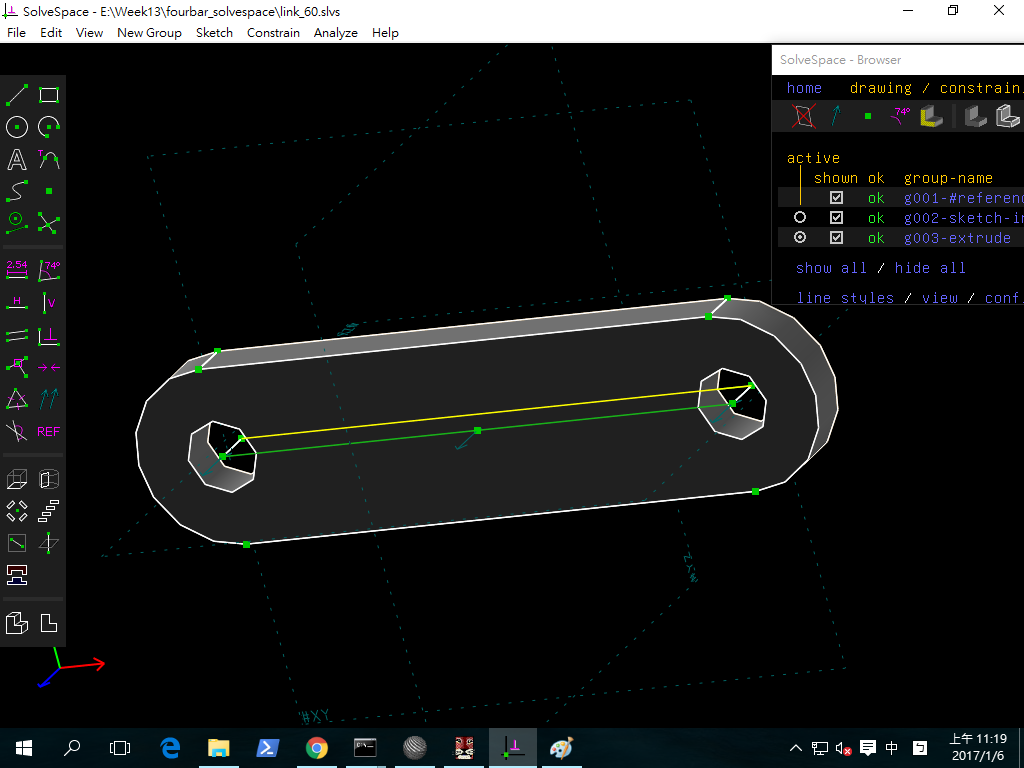 SolveSpace - E:\Week13\fourbar_solvespace\link_60.slvs
File Edit View New Group Sketch Constrain Analyze Help
SolveSpace - Browser
home drawing / constrain.
74°
active
shown ok group-name
ok g001-#referenc
ok g002-sketch-in
ok g003-extrude
show all / hide all
line styles / view / conf.
A T
2.54 74°
H V
REF
#XY
上午 11:19
中
2017/1/6